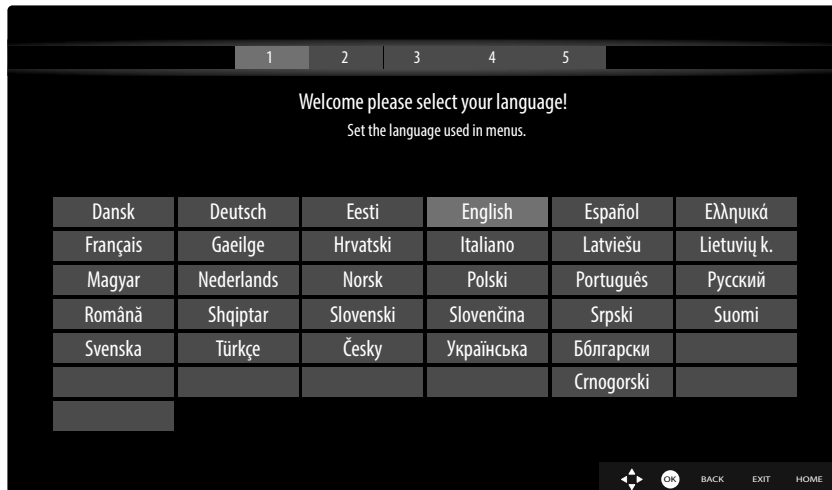 1 2 3 4 5
Welcome please select your language!
Set the language used in menus.
Dansk Deutsch Eesti English Español Ελληυικά
Français Gaeilge Hrvatski Italiano Latviešu Lietuvių k.
Magyar Nederlands Norsk Polski Português Русский
Română Shqiptar Slovenski Slovenčina Srpski Suomi
Svenska Türkçe Česky Українська Бблгарски
Crnogorski
OK BACK EXIT HOME